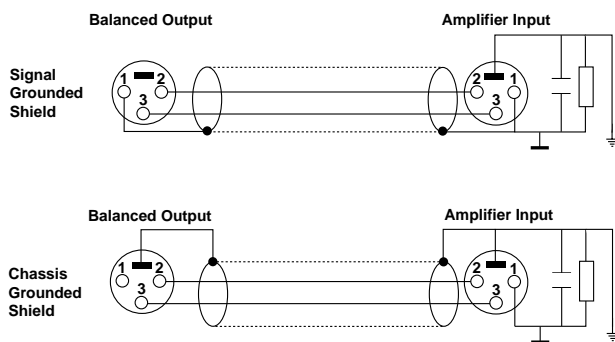 Balanced Output
Amplifier Input
Signal
Grounded
Shield
1 2
3
2 1
3
Balanced Output
Amplifier Input
Chassis
Grounded
Shield
1 2
3
2 1
3